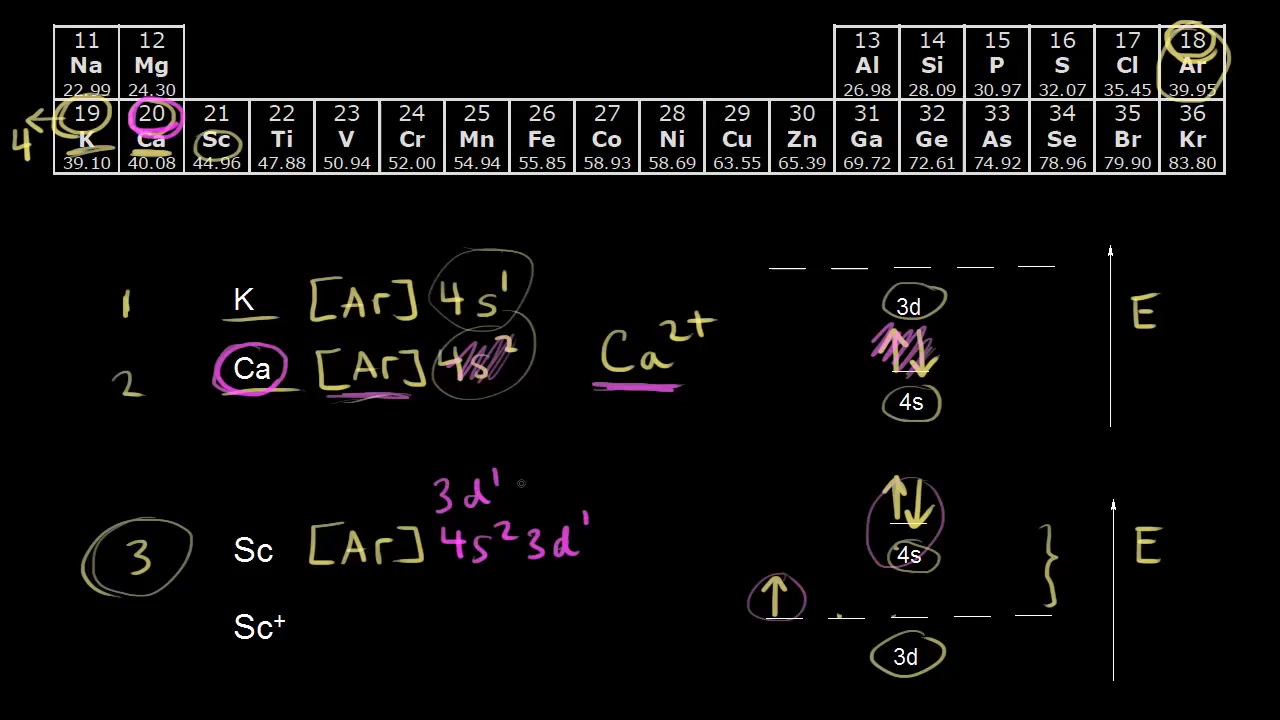 11 12 13 14 15 16 17 18
Na Mg Al Si P S Cl Ar
22.99 24.30 26.98 28.09 30.97 32.07 35.45 39.95
19 20 21 22 23 24 25 26 27 28 29 30 31 32 33 34 35 36
4 K Ca Sc Ti V Cr Mn Fe Co Ni Cu Zn Ga Ge As Se Br Kr
39.10 40.08 44.96 47.88 50.94 52.00 54.94 55.85 58.93 58.69 63.55 65.39 69.72 72.61 74.92 78.96 79.90 83.80
1 K [Ar] 4s¹
2 Ca [Ar] 4s² Ca²⁺
3d
4s
E
3d¹
3 Sc [Ar] 4s² 3d¹
Sc⁺
4s
3d
E